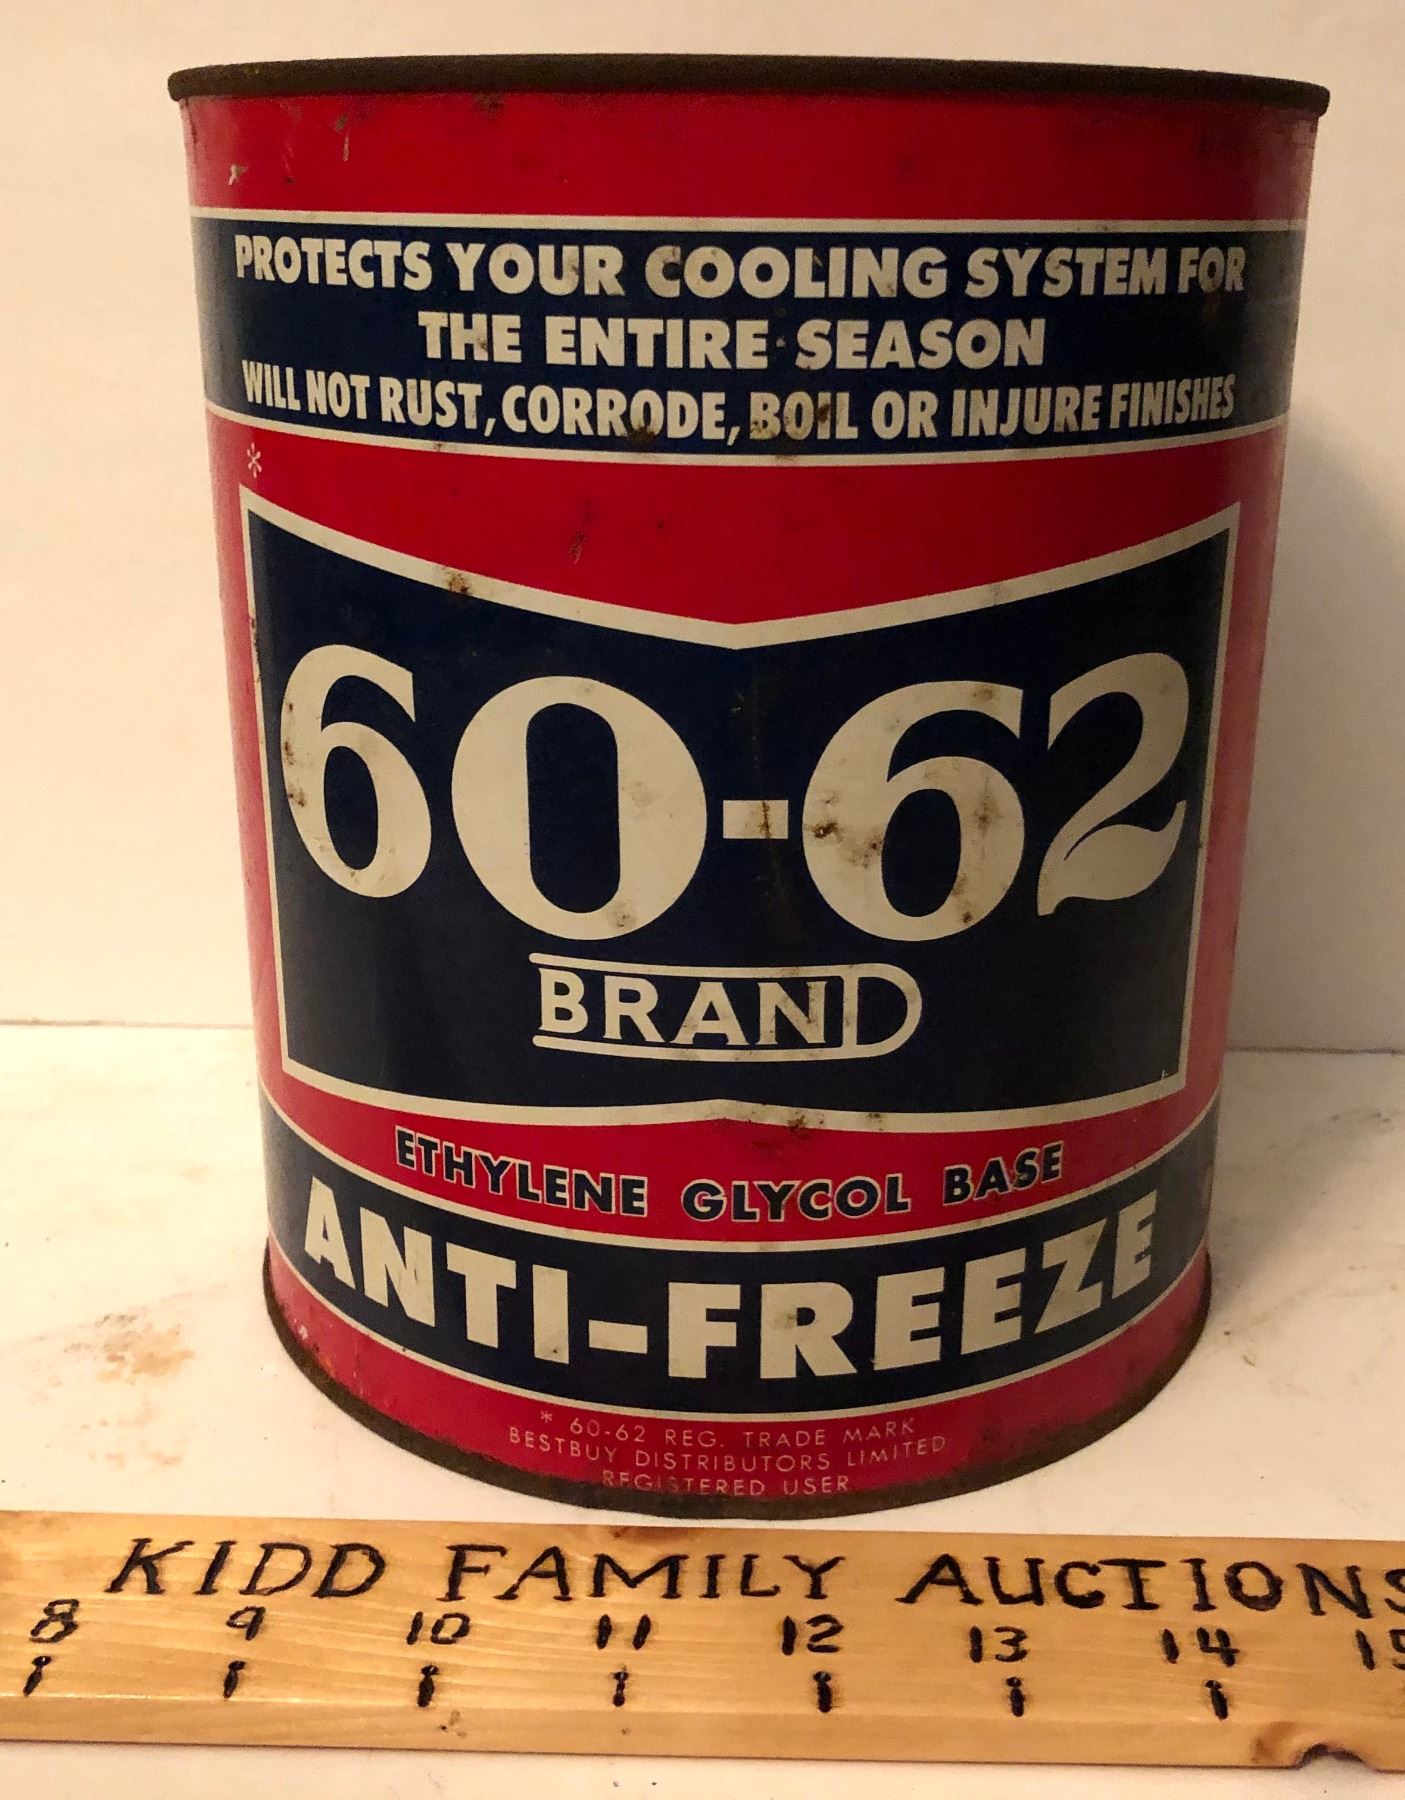 PROTECTS YOUR COOLING SYSTEM FOR
THE ENTIRE SEASON
WILL NOT RUST, CORRODE, BOIL OR INJURE FINISHES
*
60-62
BRAND
ETHYLENE GLYCOL BASE
ANTI-FREEZE
* 60-62 REG. TRADE MARK
BESTBUY DISTRIBUTORS LIMITED
REGISTERED USER
KIDD FAMILY AUCTIONS
8 9 10 11 12 13 14 15